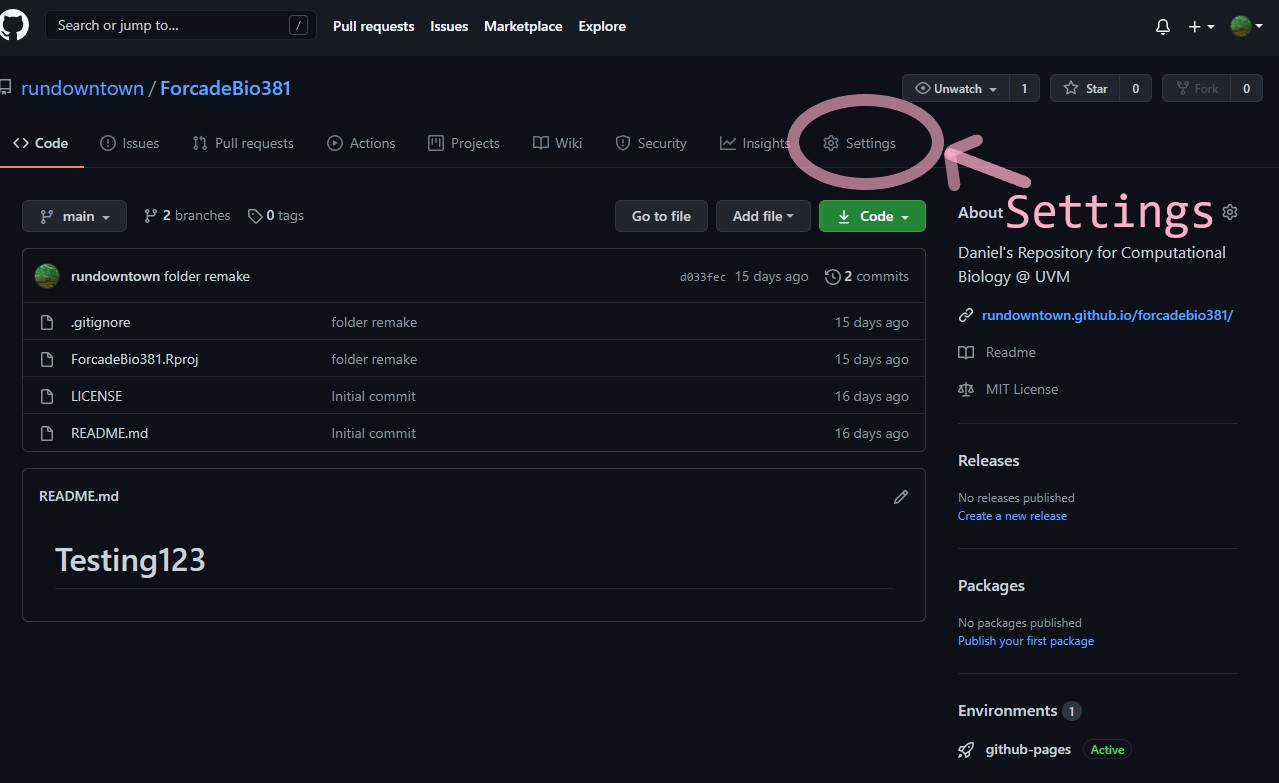 Search or jump to... /
Pull requests Issues Marketplace Explore
rundowntown / ForcadeBio381
Unwatch 1 Star 0 Fork 0
Code Issues Pull requests Actions Projects Wiki Security Insights Settings
Settings
main 2 branches 0 tags
Go to file Add file Code
rundowntown folder remake d033fec 15 days ago 2 commits
.gitignore folder remake 15 days ago
ForcadeBio381.Rproj folder remake 15 days ago
LICENSE Initial commit 16 days ago
README.md Initial commit 16 days ago
README.md
Testing123
About
Daniel's Repository for Computational
Biology @ UVM
rundowntown.github.io/forcadebio381/
Readme
MIT License
Releases
No releases published
Create a new release
Packages
No packages published
Publish your first package
Environments 1
github-pages Active